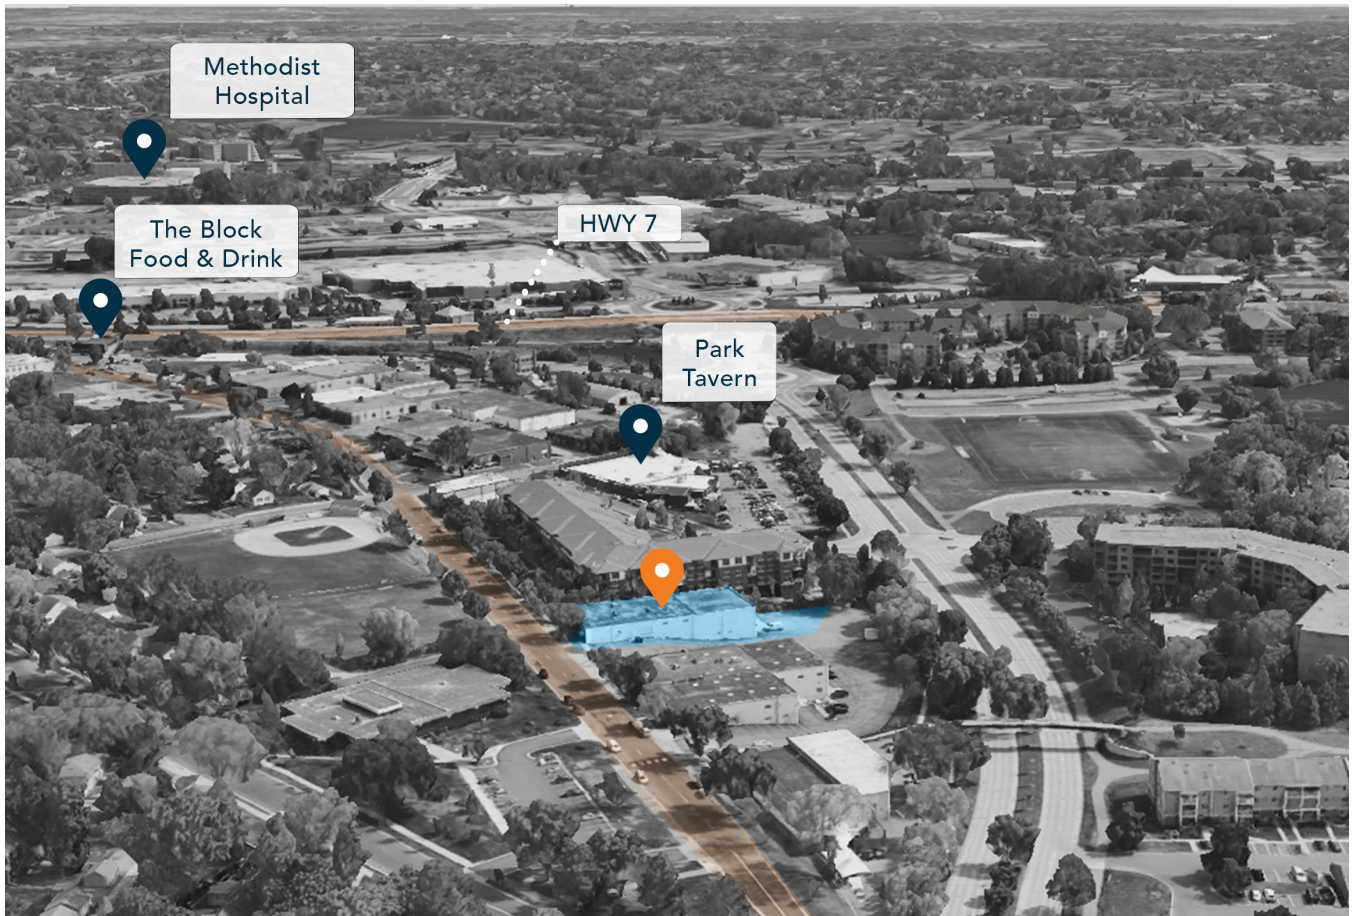 Methodist
Hospital
The Block
Food & Drink
HWY 7
Park
Tavern